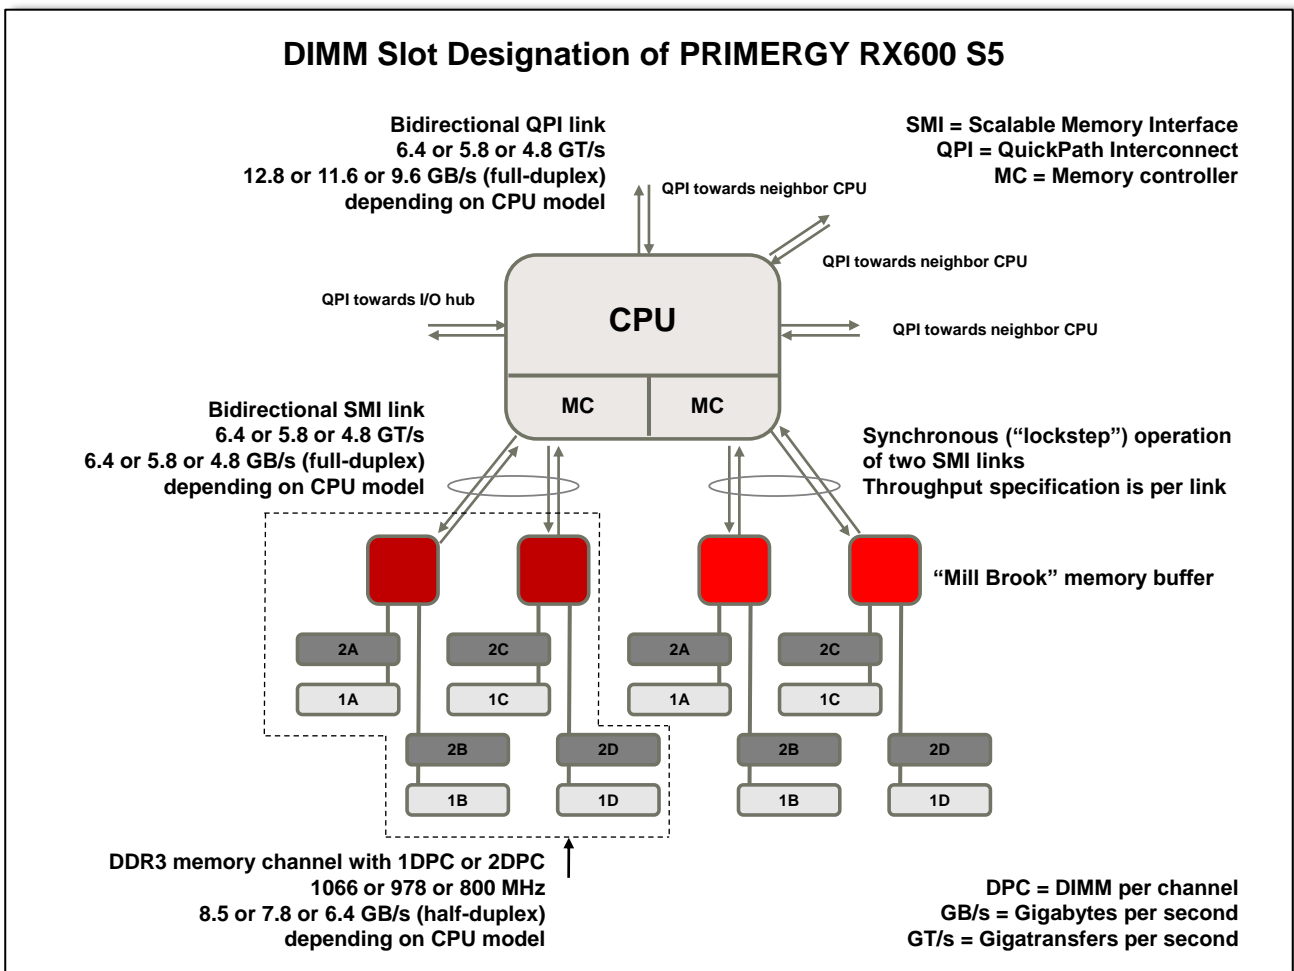 DIMM Slot Designation of PRIMERGY RX600 S5
Bidirectional QPI link
6.4 or 5.8 or 4.8 GT/s
12.8 or 11.6 or 9.6 GB/s (full-duplex)
depending on CPU model
SMI = Scalable Memory Interface
QPI = QuickPath Interconnect
MC = Memory controller
QPI towards neighbor CPU
QPI towards neighbor CPU
QPI towards I/O hub
CPU
QPI towards neighbor CPU
MC MC
Bidirectional SMI link
6.4 or 5.8 or 4.8 GT/s
6.4 or 5.8 or 4.8 GB/s (full-duplex)
depending on CPU model
Synchronous (“lockstep”) operation
of two SMI links
Throughput specification is per link
“Mill Brook” memory buffer
2A 2C 2A 2C
1A 1C 1A 1C
2B 2D 2B 2D
1B 1D 1B 1D
DDR3 memory channel with 1DPC or 2DPC
1066 or 978 or 800 MHz
8.5 or 7.8 or 6.4 GB/s (half-duplex)
depending on CPU model
DPC = DIMM per channel
GB/s = Gigabytes per second
GT/s = Gigatransfers per second